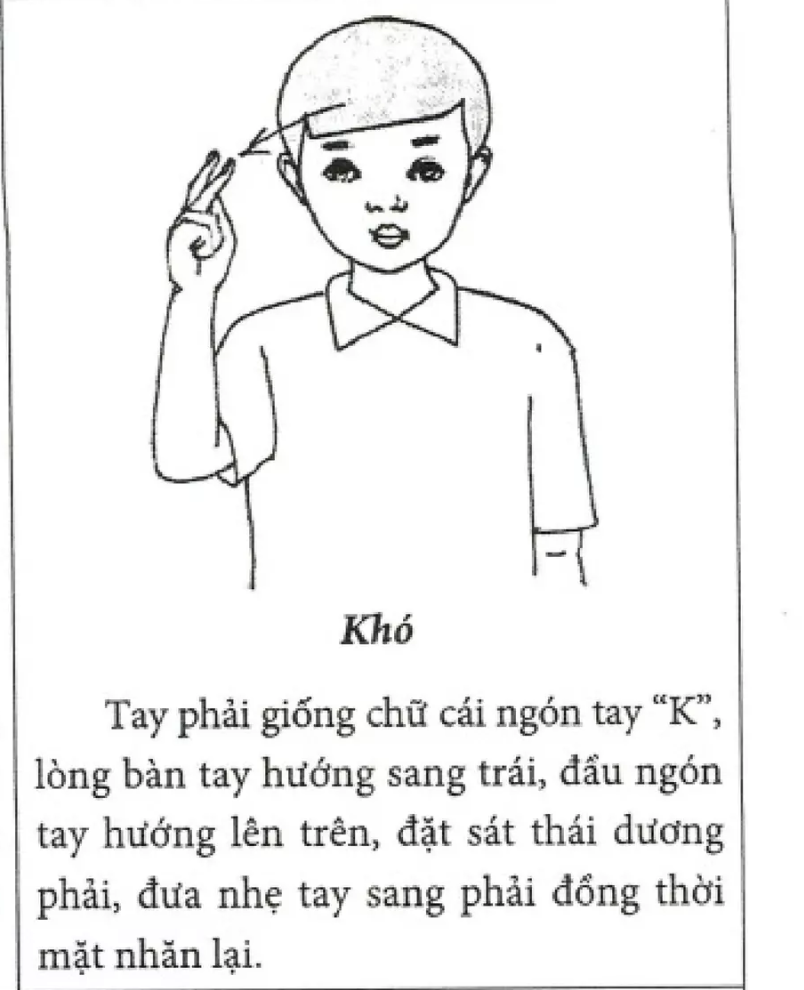 Khó
Tay phải giống chữ cái ngón tay “K”,
lòng bàn tay hướng sang trái, đầu ngón
tay hướng lên trên, đặt sát thái dương
phải, đưa nhẹ tay sang phải đồng thời
mặt nhăn lại.